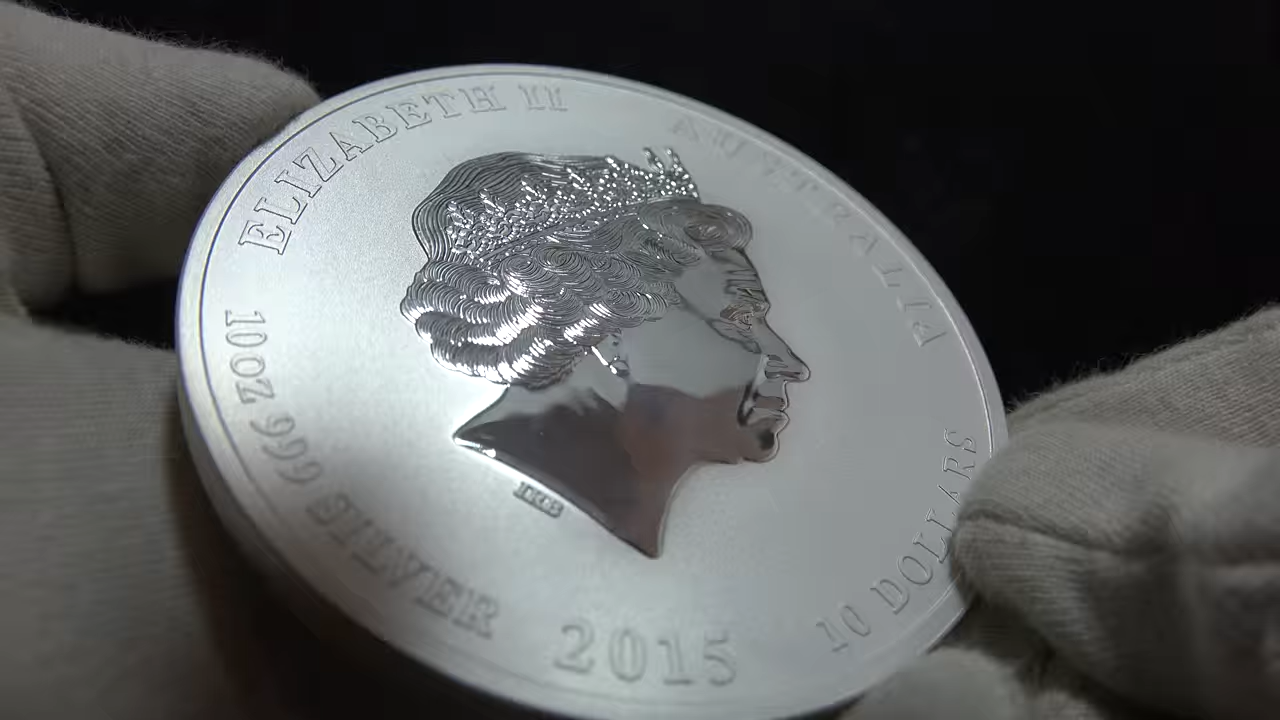 ELIZABETH II
AUSTRALIA
10 OZ 999 SILVER
2015
10 DOLLARS
IRB